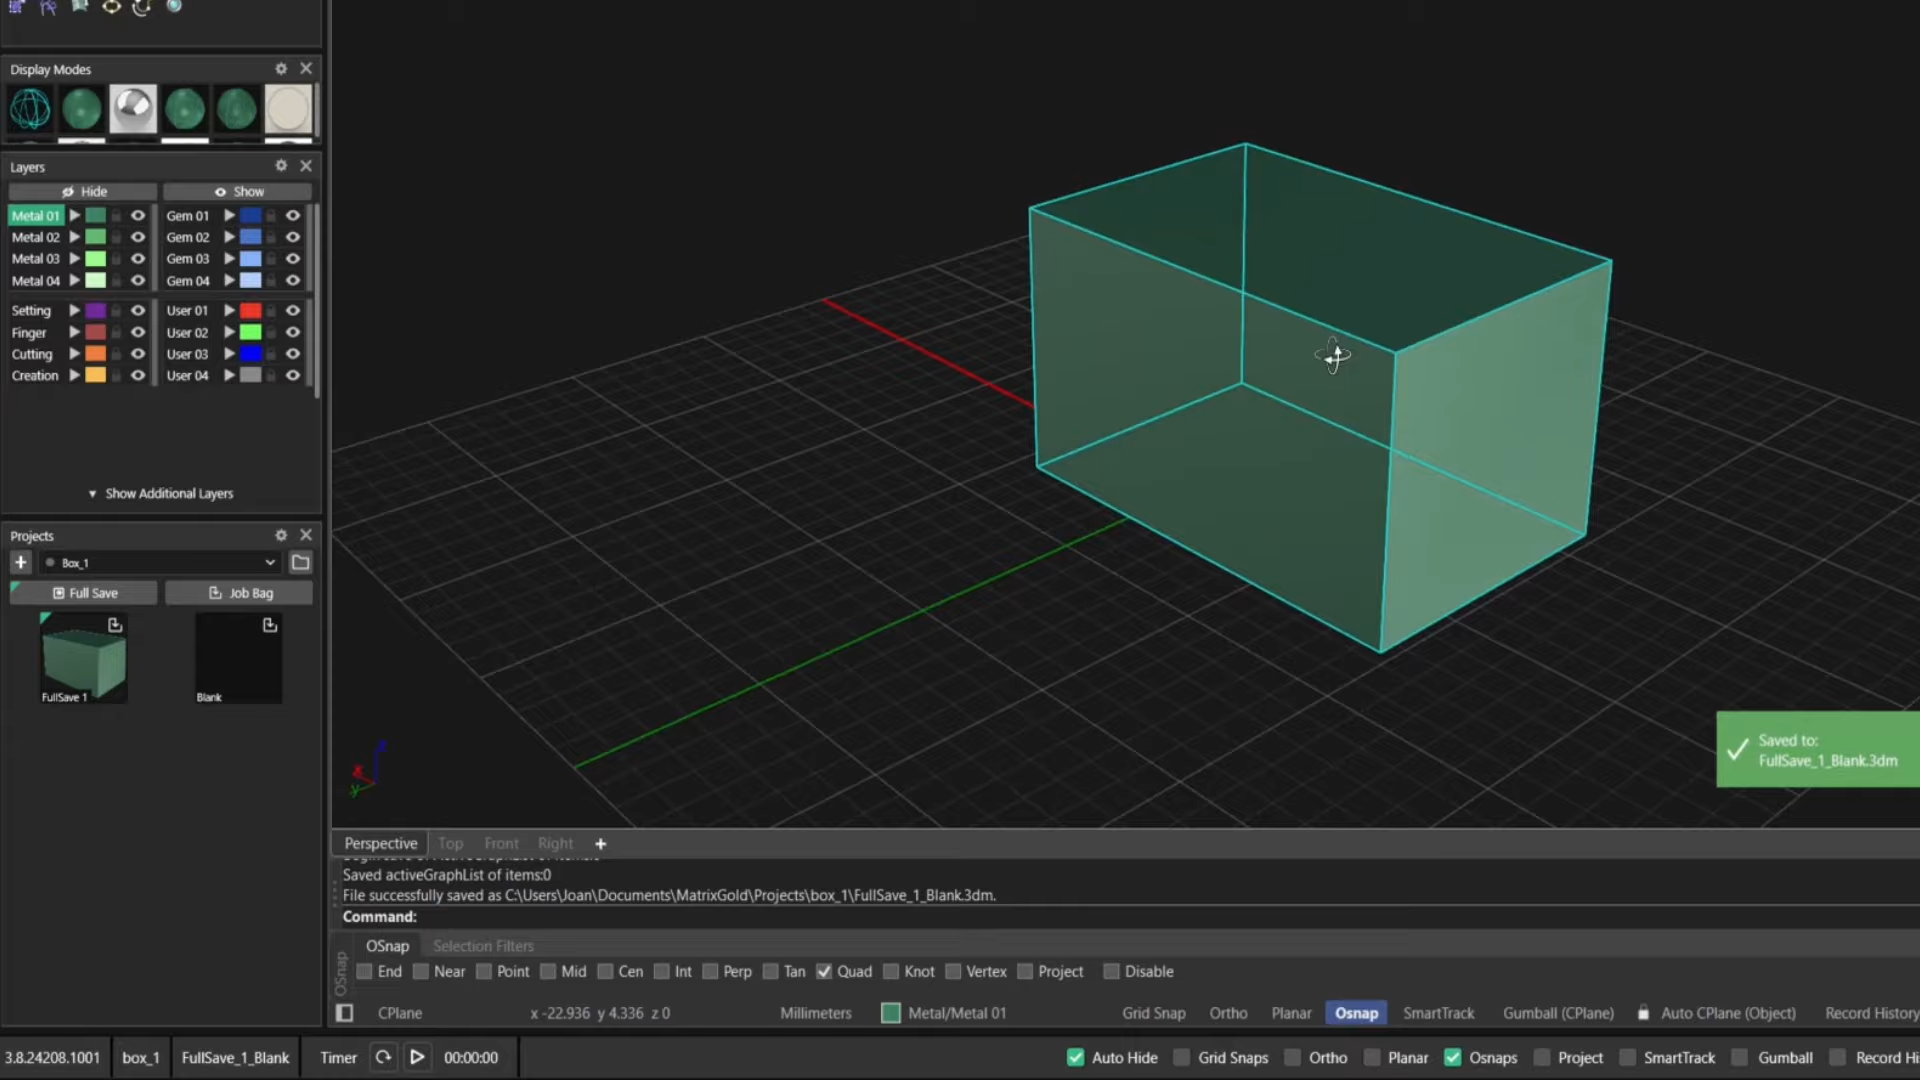 Display Modes
Layers
Hide
Show
Metal 01
Gem 01
Metal 02
Gem 02
Metal 03
Gem 03
Metal 04
Gem 04
Setting
User 01
Finger
User 02
Cutting
User 03
Creation
User 04
Show Additional Layers
Projects
Box_1
Full Save
Job Bag
FullSave 1
Blank
x
y
Saved to:
FullSave_1_Blank.3dm
Perspective
Top
Front
Right
Saved activeGraphList of items:0
File successfully saved as C:\Users\Joan\Documents\MatrixGold\Projects\box_1\FullSave_1_Blank.3dm.
Command:
OSnap
Selection Filters
OSnap
End
Near
Point
Mid
Cen
Int
Perp
Tan
Quad
Knot
Vertex
Project
Disable
CPlane
x -22.936 y 4.336 z 0
Millimeters
Metal/Metal 01
Grid Snap
Ortho
Planar
Osnap
SmartTrack
Gumball (CPlane)
Auto CPlane (Object)
Record History
3.8.24208.1001
box_1
FullSave_1_Blank
Timer
00:00:00
Auto Hide
Grid Snaps
Ortho
Planar
Osnaps
Project
SmartTrack
Gumball
Record Hi